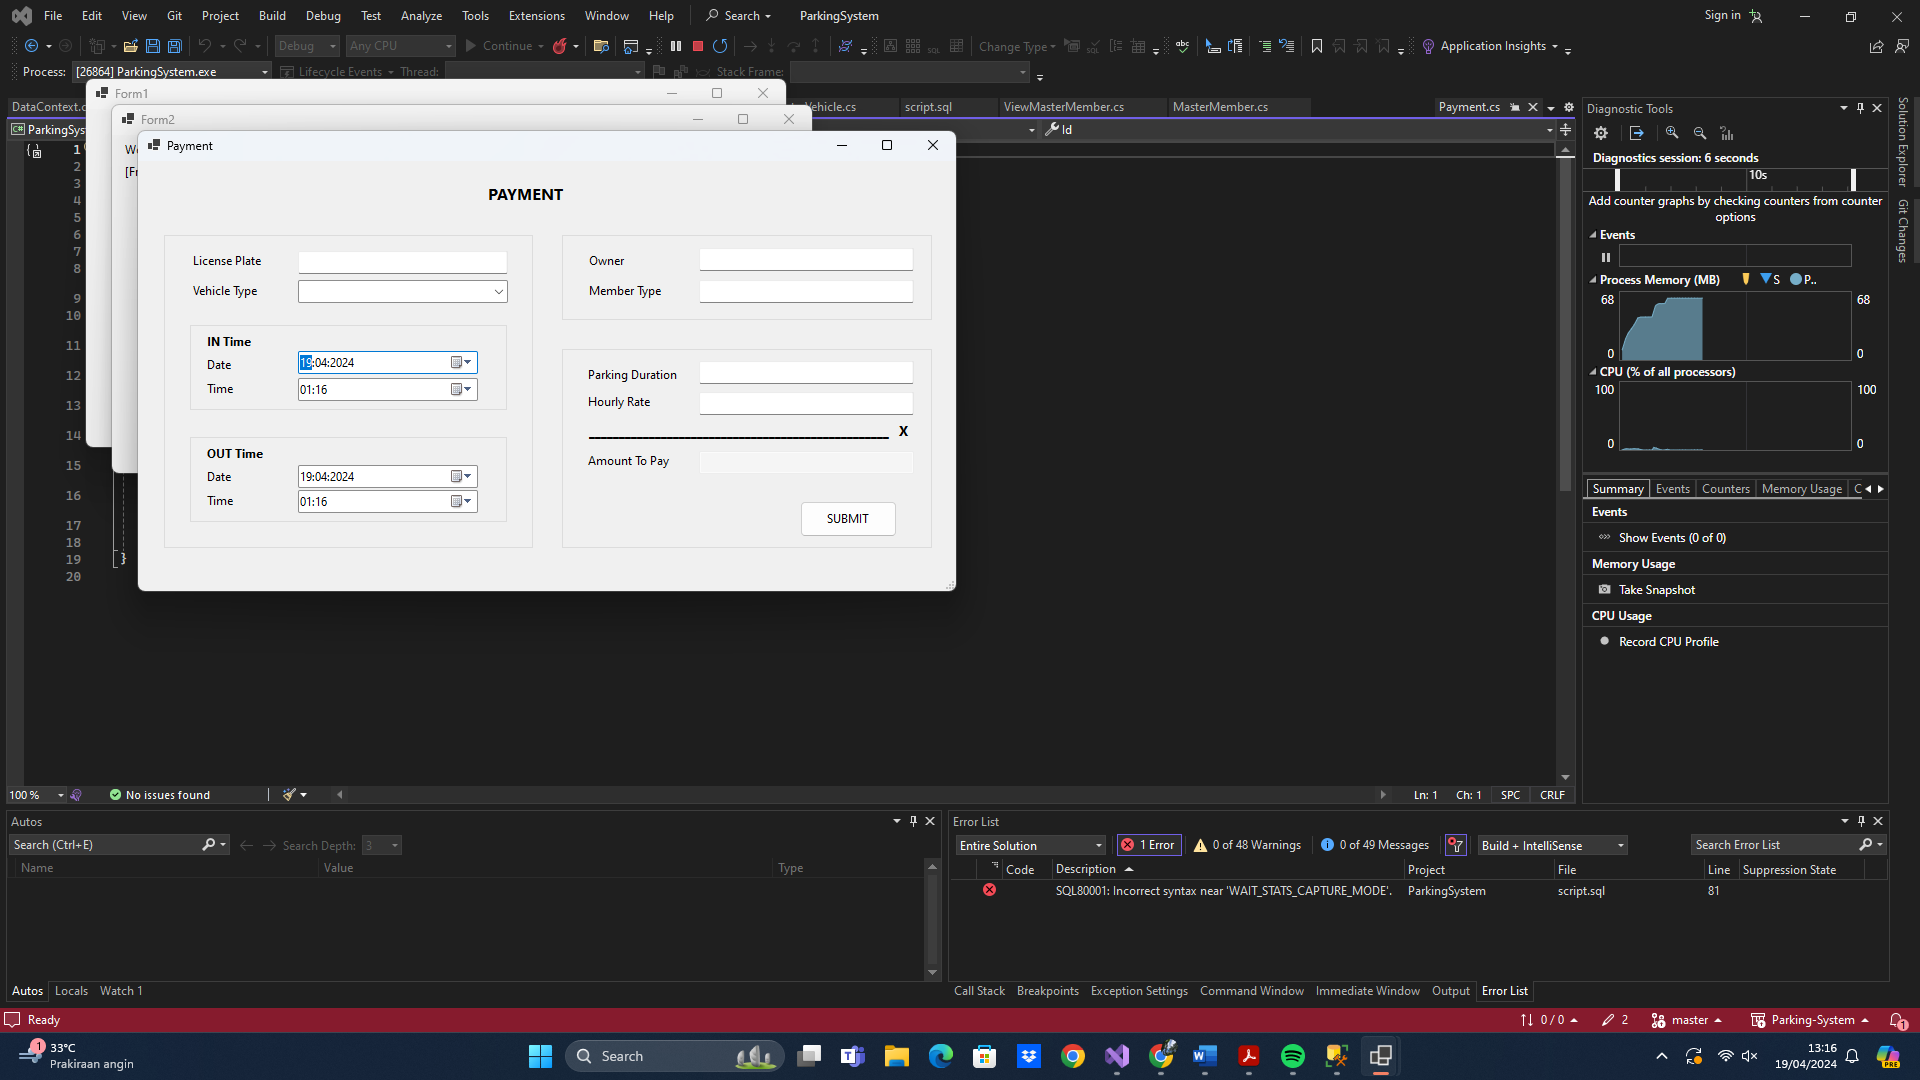 File Edit View Git Project Build Debug Test Analyze Tools Extensions Window Help Search ParkingSystem Sign in
Debug Any CPU Continue Change Type Application Insights
Process: [26864] ParkingSystem.exe Lifecycle Events Thread: Stack Frame:
Form1
DataContext.c Vehicle.cs script.sql ViewMasterMember.cs MasterMember.cs Payment.cs
Form2
ParkingSys Id
Payment
PAYMENT
License Plate
Vehicle Type
IN Time
Date 19:04:2024
Time 01:16
OUT Time
Date 19:04:2024
Time 01:16
Owner
Member Type
Parking Duration
Hourly Rate
X
Amount To Pay
SUBMIT
1
2
3
4
5
6
7
8
9
10
11
12
13
14
15
16
17
18
19 }
20
100 % No issues found Ln: 1 Ch: 1 SPC CRLF
Diagnostic Tools
Diagnostics session: 6 seconds
10s
Add counter graphs by checking counters from counter
options
Events
Process Memory (MB) S P..
68 68
0 0
CPU (% of all processors)
100 100
0 0
Summary Events Counters Memory Usage C
Events
Show Events (0 of 0)
Memory Usage
Take Snapshot
CPU Usage
Record CPU Profile
Solution Explorer
Git Changes
Autos
Search (Ctrl+E) Search Depth: 3
Name Value Type
Autos Locals Watch 1
Error List
Entire Solution 1 Error 0 of 48 Warnings 0 of 49 Messages Build + IntelliSense Search Error List
Code Description Project File Line Suppression State
SQL80001: Incorrect syntax near 'WAIT_STATS_CAPTURE_MODE'. ParkingSystem script.sql 81
Call Stack Breakpoints Exception Settings Command Window Immediate Window Output Error List
Ready 0 / 0 2 master Parking-System 1
1 33°C
Prakiraan angin
Search
13:16
19/04/2024
PRE